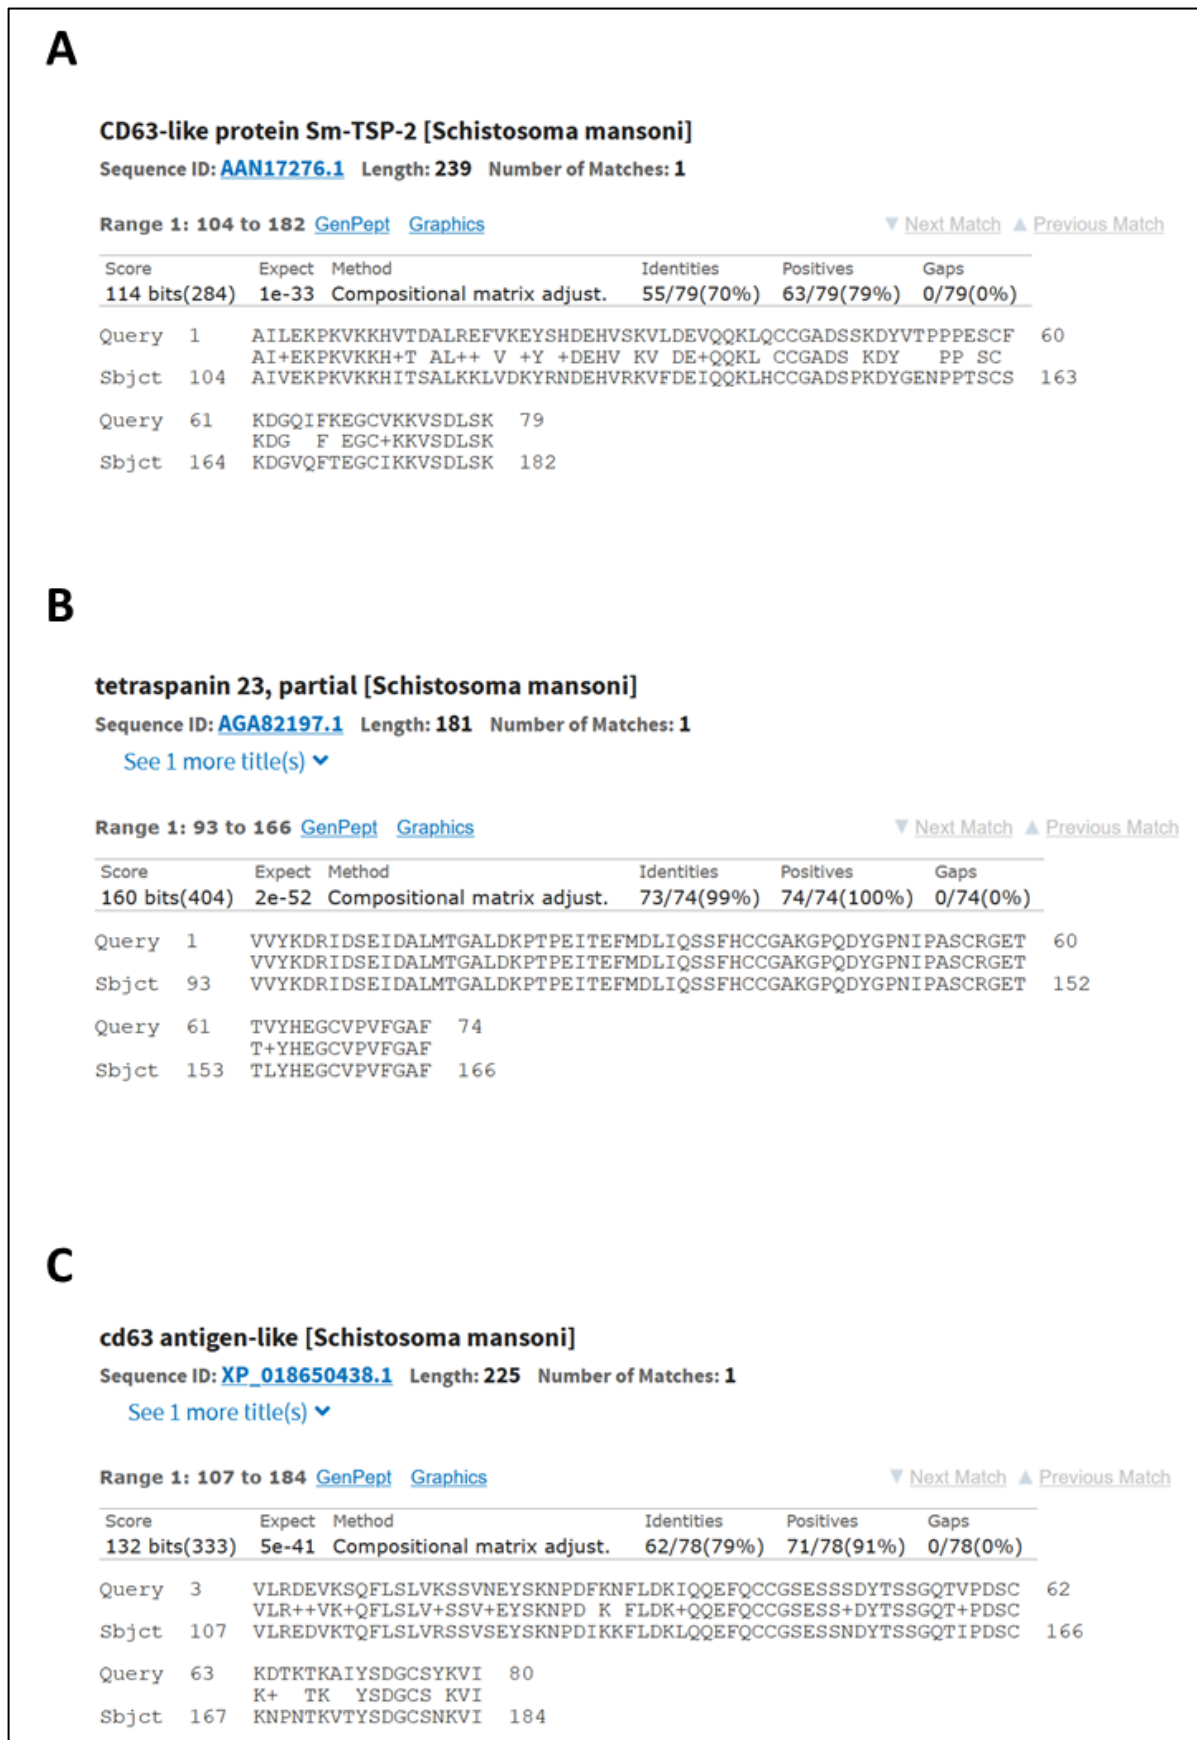 A
CD63-like protein Sm-TSP-2 [Schistosoma mansoni]
Sequence ID: AAN17276.1 Length: 239 Number of Matches: 1
Range 1: 104 to 182 GenPept Graphics ▼ Next Match ▲ Previous Match
Score Expect Method Identities Positives Gaps
114 bits(284) 1e-33 Compositional matrix adjust. 55/79(70%) 63/79(79%) 0/79(0%)
Query 1 AILEKPKVKKHVTDALREFVKEYSHDEHVSKVLDEVQQKLQCCGADSSKDYVTPPPESCF 60
AI+EKPKVKKH+T AL++ V +Y +DEHV KV DE+QQKL CCGADS KDY PP SC
Sbjct 104 AIVEKPKVKKHITSALKKLVDKYRNDEHVRKVFDEIQQKLHCCGADSPKDYGENPPTSCS 163
Query 61 KDGQIFKEGCVKKVSDLSK 79
KDG F EGC+KKVSDLSK
Sbjct 164 KDGVQFTEGCIKKVSDLSK 182
B
tetraspanin 23, partial [Schistosoma mansoni]
Sequence ID: AGA82197.1 Length: 181 Number of Matches: 1
See 1 more title(s)
Range 1: 93 to 166 GenPept Graphics ▼ Next Match ▲ Previous Match
Score Expect Method Identities Positives Gaps
160 bits(404) 2e-52 Compositional matrix adjust. 73/74(99%) 74/74(100%) 0/74(0%)
Query 1 VVYKDRIDSEIDALMTGALDKPTPEITEFMDLIQSSFHCCGAKGPQDYGPNIPASCRGET 60
VVYKDRIDSEIDALMTGALDKPTPEITEFMDLIQSSFHCCGAKGPQDYGPNIPASCRGET
Sbjct 93 VVYKDRIDSEIDALMTGALDKPTPEITEFMDLIQSSFHCCGAKGPQDYGPNIPASCRGET 152
Query 61 TVYHEGCVPVFGAF 74
T+YHEGCVPVFGAF
Sbjct 153 TLYHEGCVPVFGAF 166
C
cd63 antigen-like [Schistosoma mansoni]
Sequence ID: XP_018650438.1 Length: 225 Number of Matches: 1
See 1 more title(s)
Range 1: 107 to 184 GenPept Graphics ▼ Next Match ▲ Previous Match
Score Expect Method Identities Positives Gaps
132 bits(333) 5e-41 Compositional matrix adjust. 62/78(79%) 71/78(91%) 0/78(0%)
Query 3 VLRDEVKSQFLSLVKSSVNEYSKNPDFKNFLDKIQQEFQCCGSESSSDYTSSGQTVPDSC 62
VLR++VK+QFLSLV+SSV+EYSKNPD K FLDK+QQEFQCCGSESS+DYTSSGQT+PDSC
Sbjct 107 VLREDVKTQFLSLVRSSVSEYSKNPDIKKFLDKLQQEFQCCGSESSNDYTSSGQTIPDSC 166
Query 63 KDTKTKAIYSDGCSYKVI 80
K+ TK YSDGCS KVI
Sbjct 167 KNPNTKVTYSDGCSNKVI 184